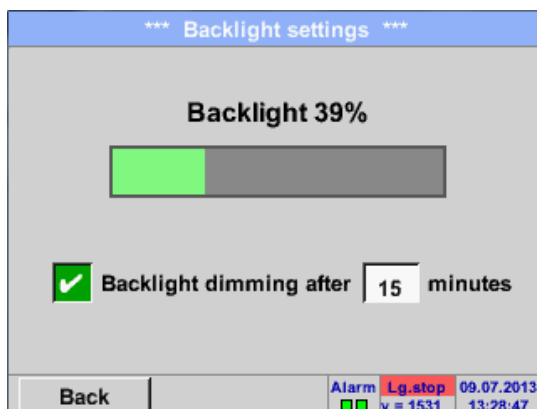 *** Backlight settings ***
Backlight 39%
Backlight dimming after 15 minutes
Back
Alarm Lg.stop 09.07.2013
v = 1531 13:28:47